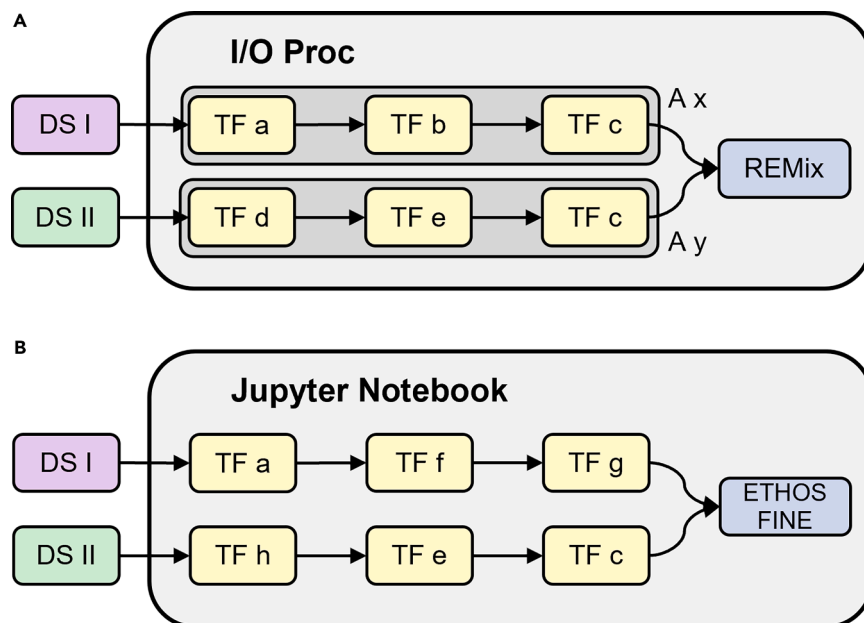 A
I/O Proc
A x
DS I
TF a
TF b
TF c
REMix
DS II
TF d
TF e
TF c
A y
B
Jupyter Notebook
DS I
TF a
TF f
TF g
ETHOS
FINE
DS II
TF h
TF e
TF c